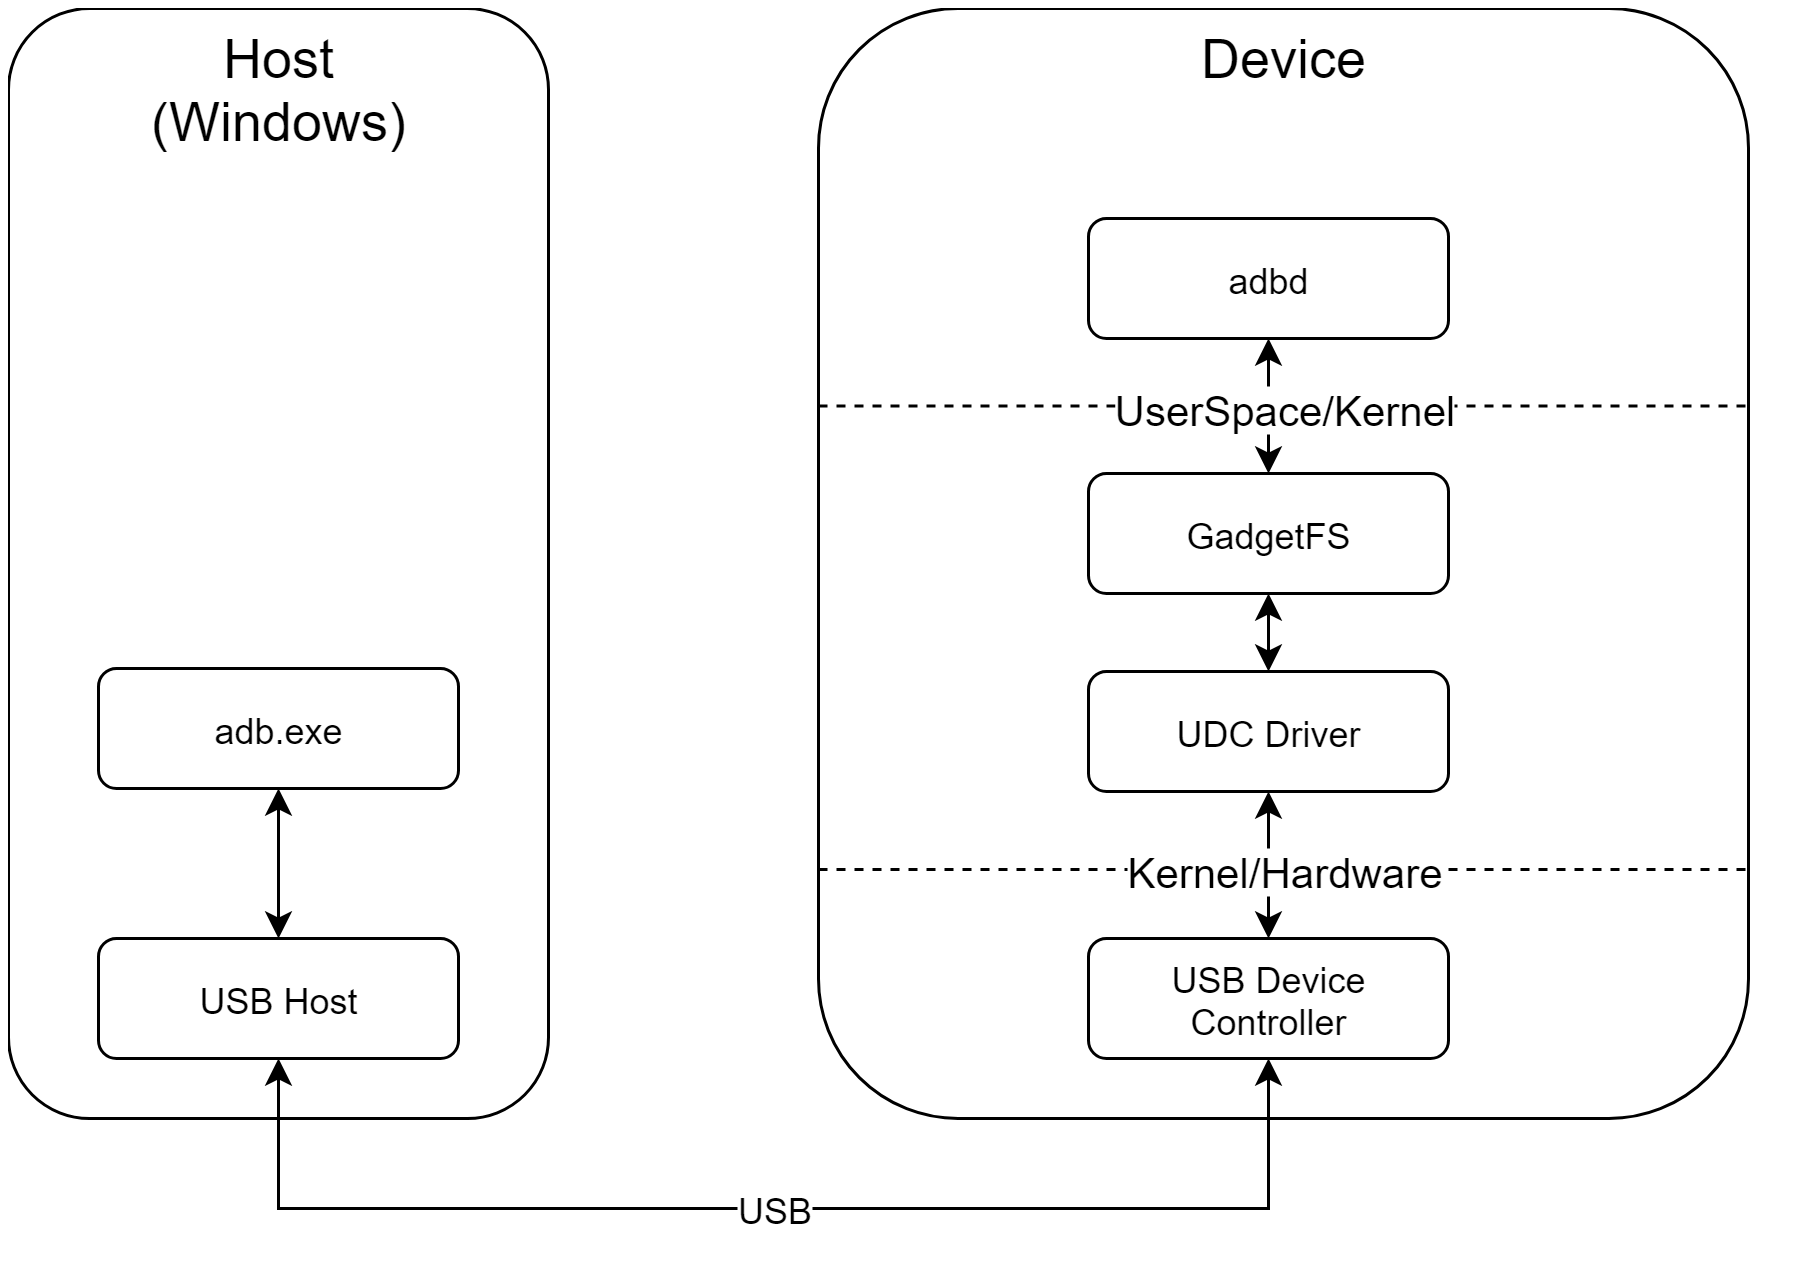 Host
(Windows)
adb.exe
USB Host
Device
adbd
UserSpace/Kernel
GadgetFS
UDC Driver
Kernel/Hardware
USB Device
Controller
USB